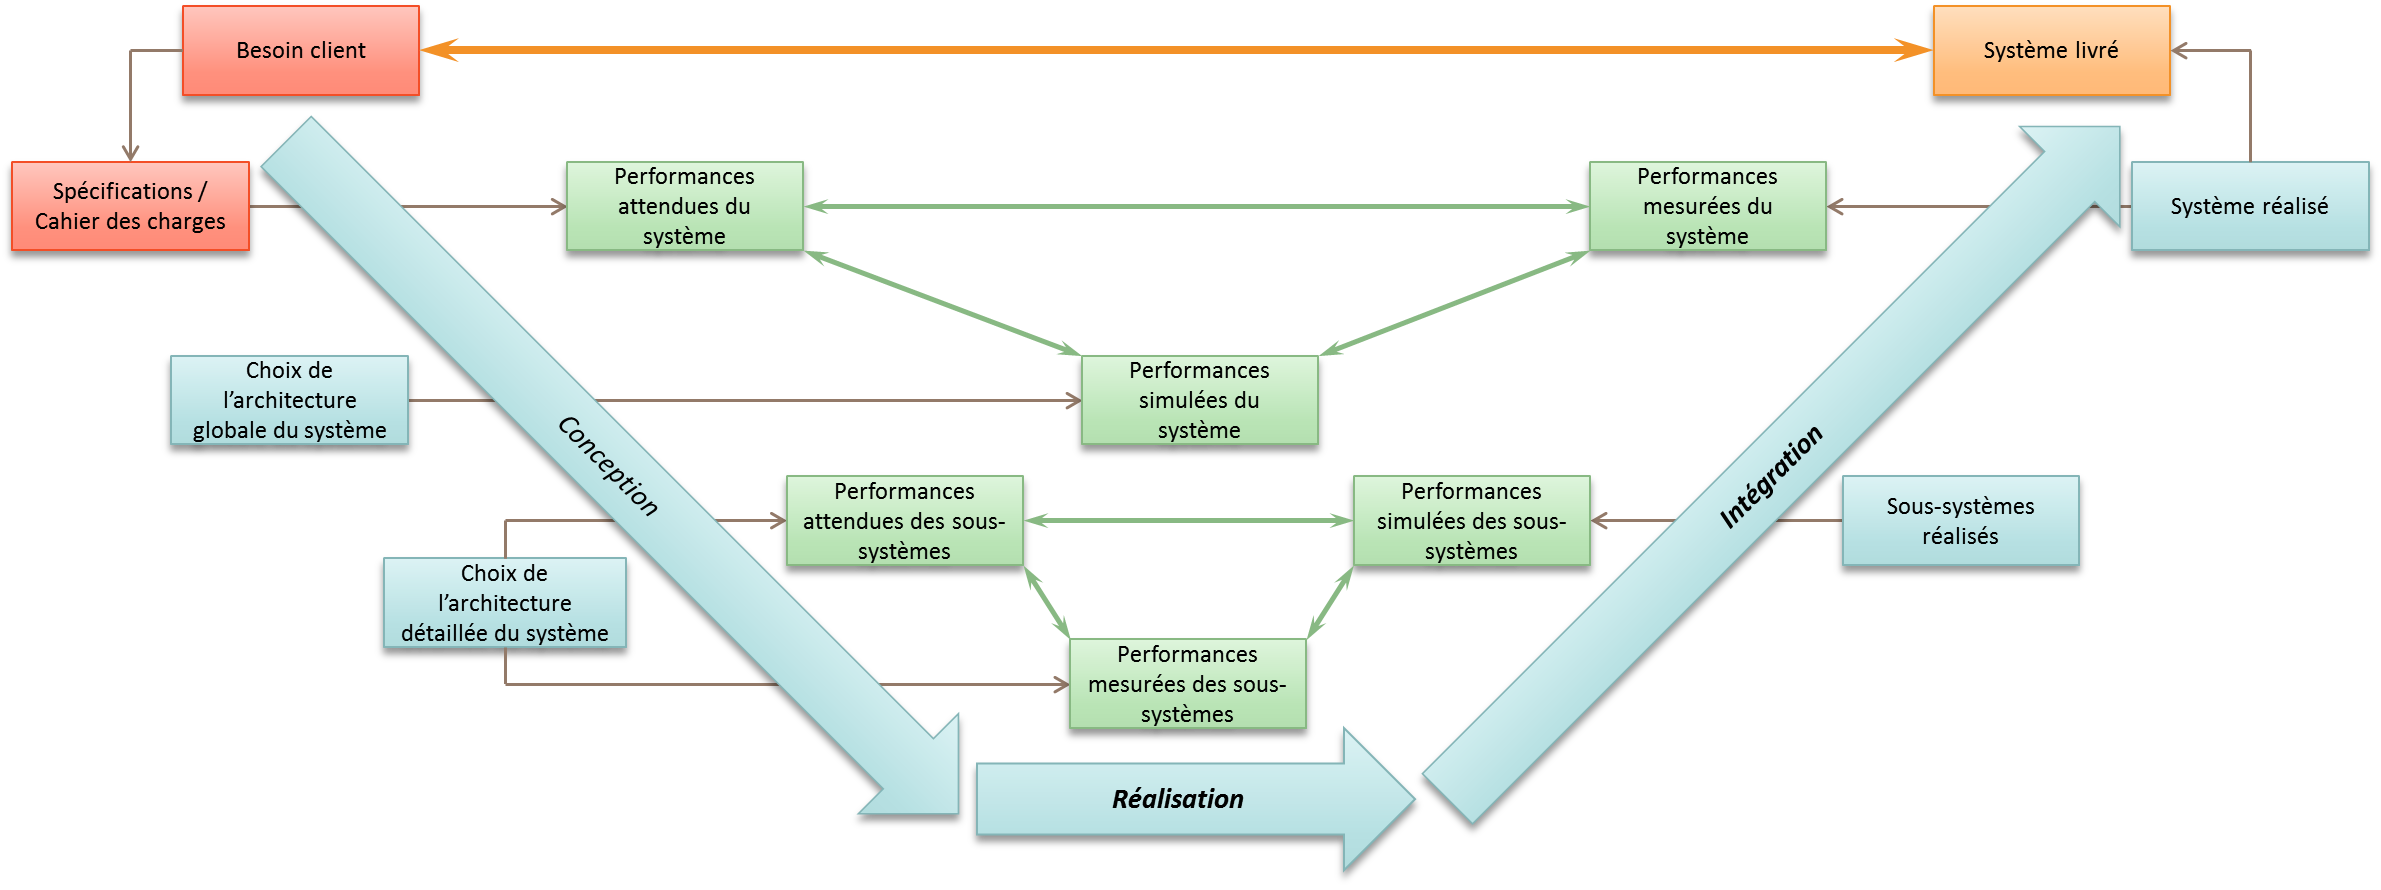 Besoin client
Système livré
Spécifications /
Cahier des charges
Performances
attendues du
système
Performances
mesurées du
système
Système réalisé
Choix de
l’architecture
globale du système
Performances
simulées du
système
Conception
Intégration
Performances
attendues des sous-
systèmes
Performances
simulées des sous-
systèmes
Sous-systèmes
réalisés
Choix de
l’architecture
détaillée du système
Performances
mesurées des sous-
systèmes
Réalisation